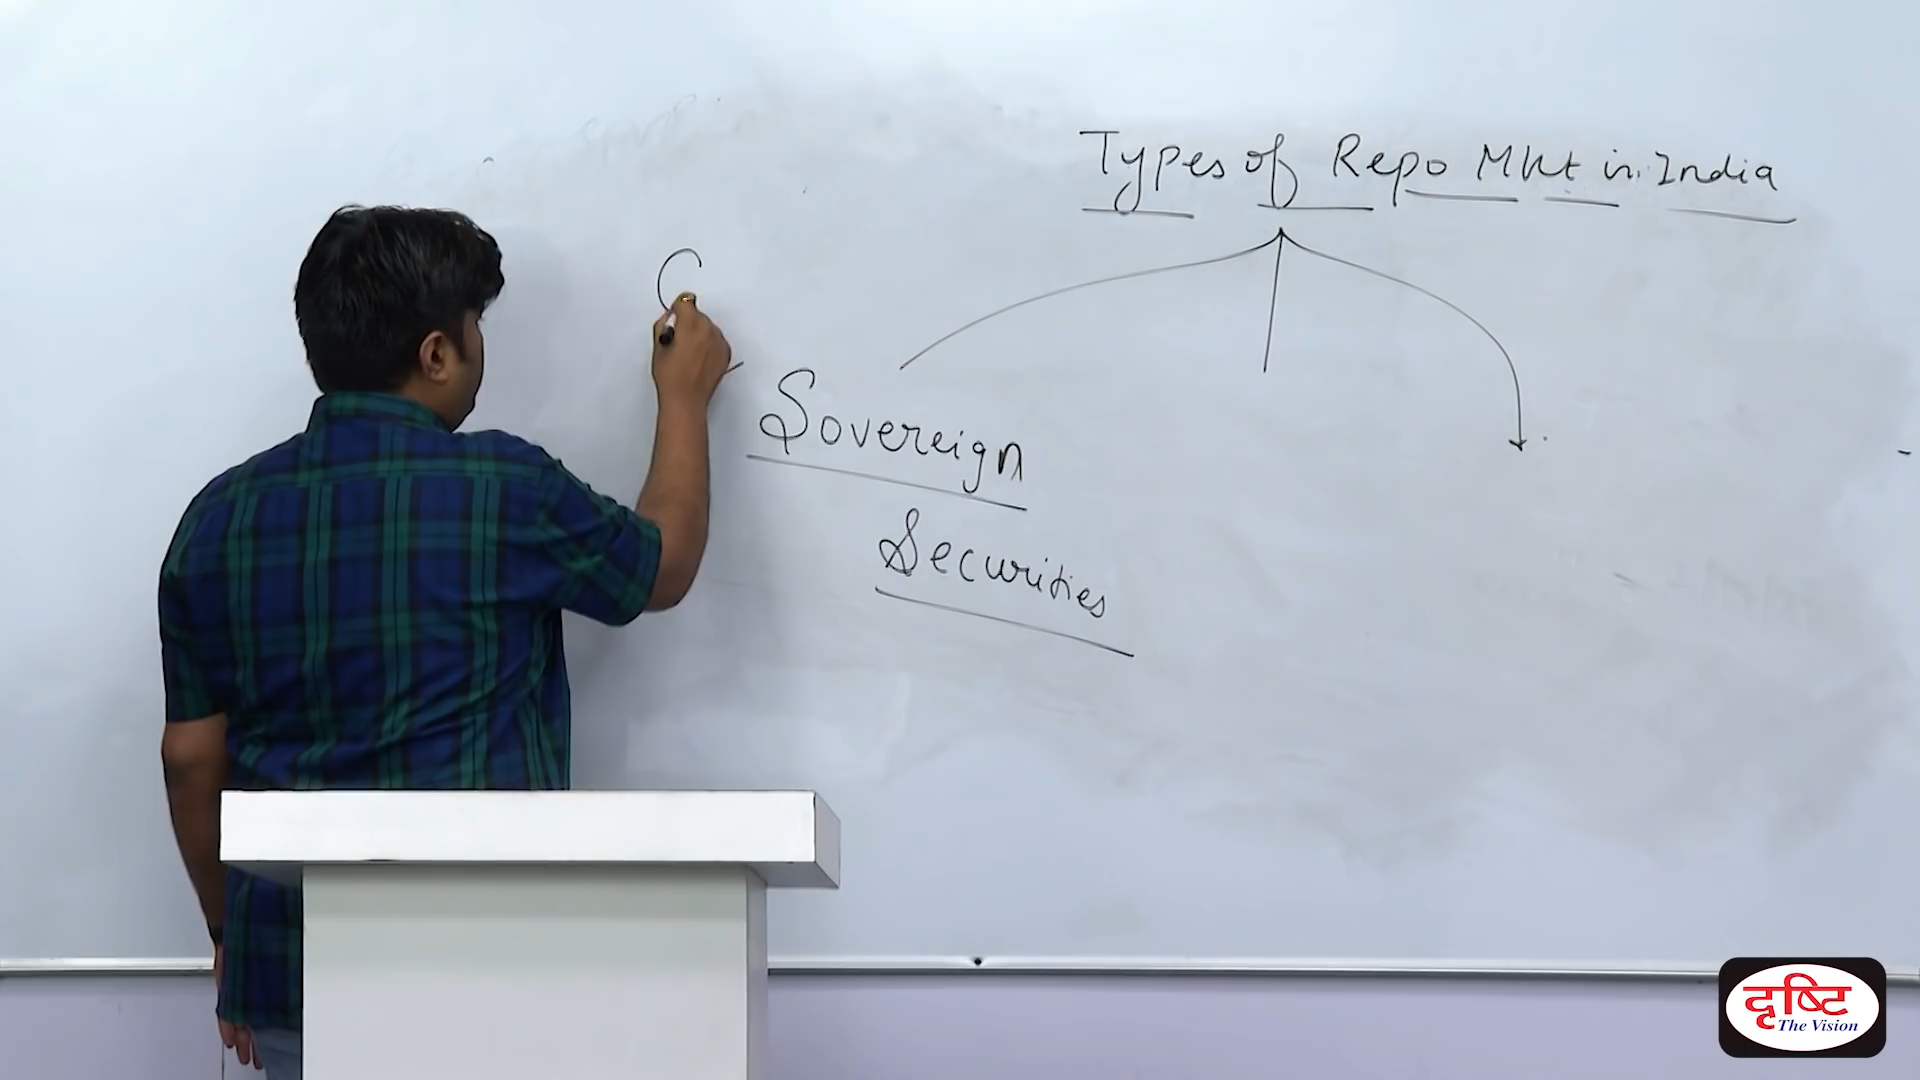 Types of Repo Mkt in India
Sovereign
Securities
दृष्टि
The Vision